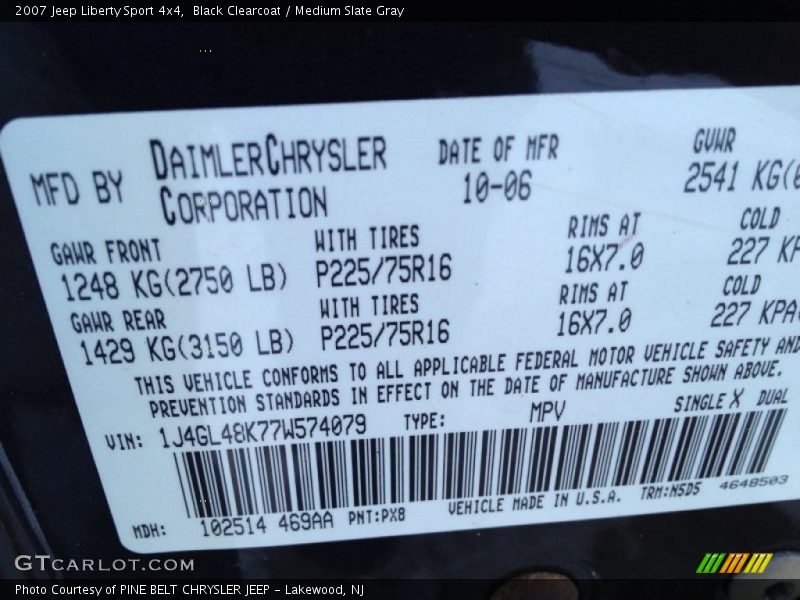 2007 Jeep Liberty Sport 4x4,  Black Clearcoat / Medium Slate Gray
MFD BY DAIMLERCHRYSLER CORPORATION DATE OF MFR 10-06 GVWR 2541 KG(
GAWR FRONT WITH TIRES RIMS AT COLD
1248 KG(2750 LB) P225/75R16 16X7.0 227 KP
GAWR REAR WITH TIRES RIMS AT COLD
1429 KG(3150 LB) P225/75R16 16X7.0 227 KPA
THIS VEHICLE CONFORMS TO ALL APPLICABLE FEDERAL MOTOR VEHICLE SAFETY AND
PREVENTION STANDARDS IN EFFECT ON THE DATE OF MANUFACTURE SHOWN ABOVE.
VIN: 1J4GL48K77W574079 TYPE: MPV SINGLE X DUAL
MDH: 102514 469AA PNT:PX8 VEHICLE MADE IN U.S.A. TRM:N5D5 4648503
GTCARLOT.COM
Photo Courtesy of PINE BELT CHRYSLER JEEP - Lakewood, NJ